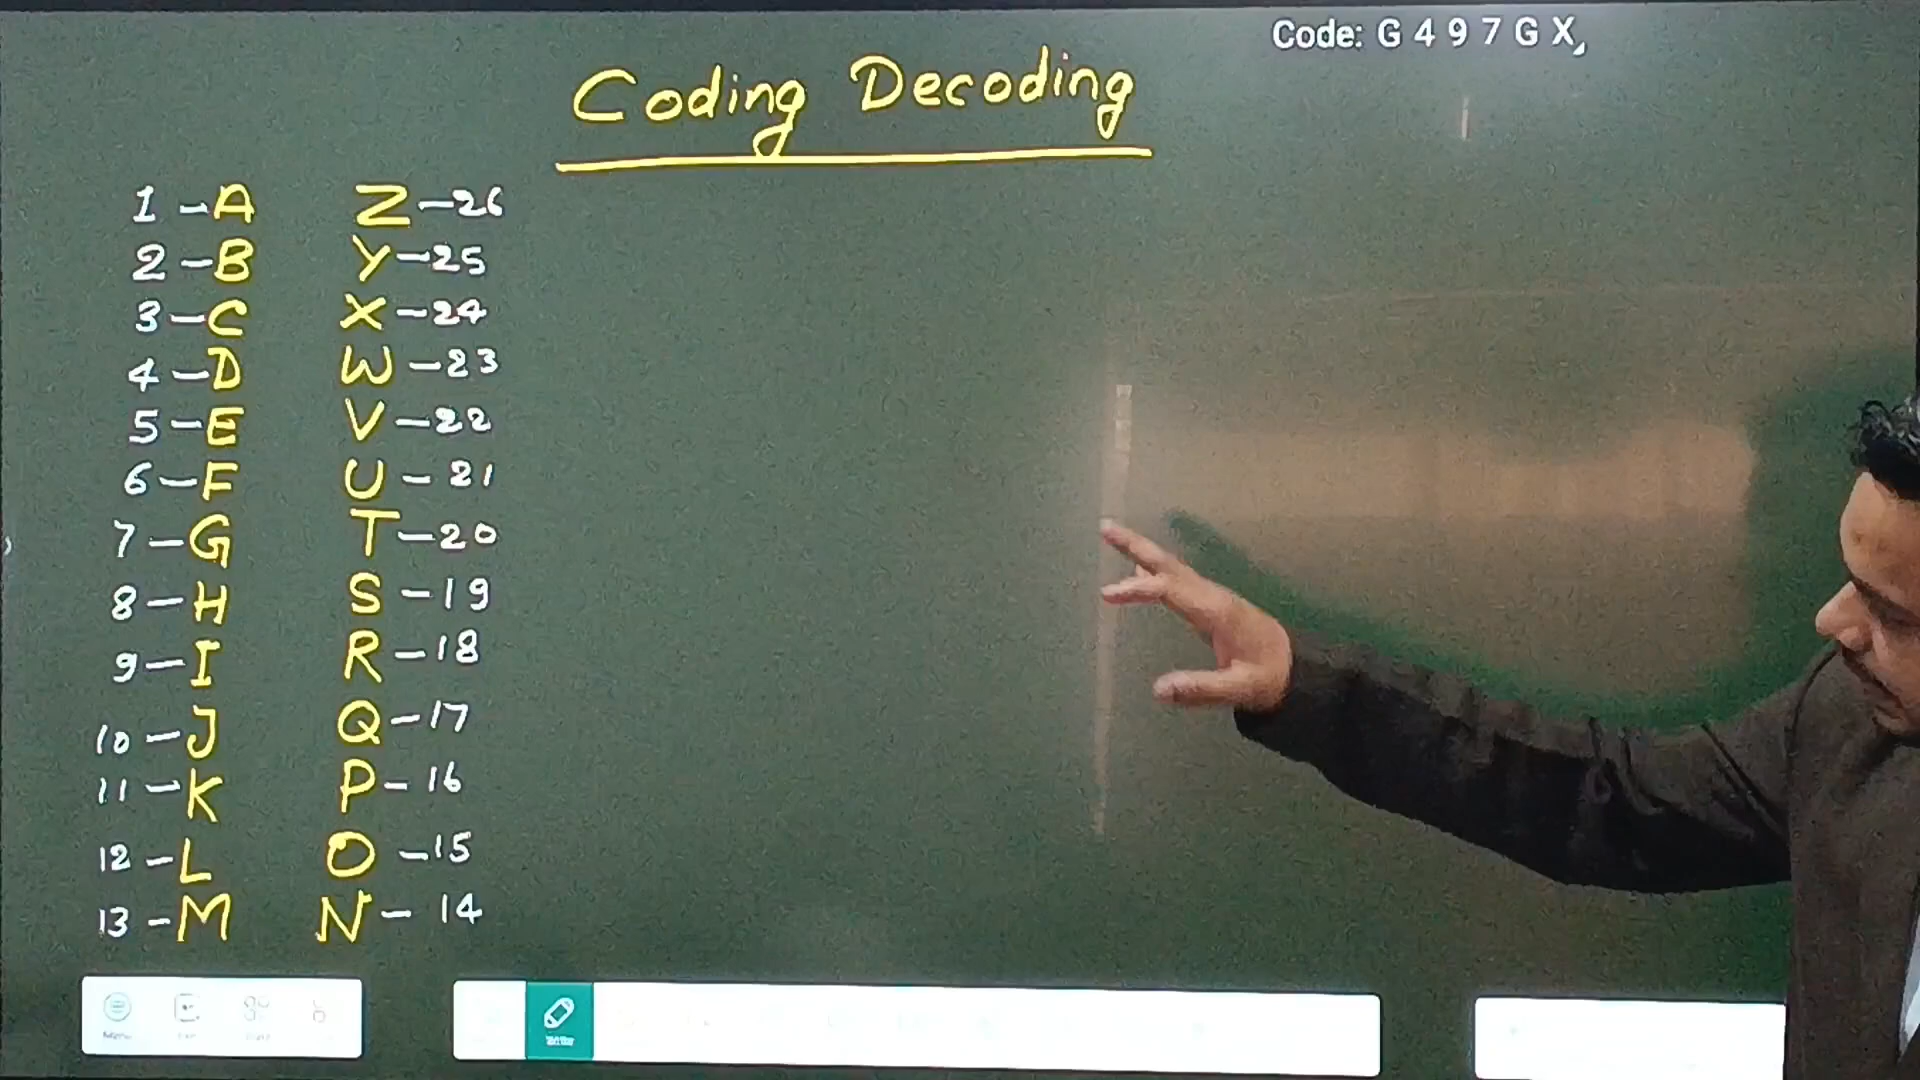 Code: G 4 9 7 G X
Coding Decoding
1 - A Z - 26
2 - B Y - 25
3 - C X - 24
4 - D W - 23
5 - E V - 22
6 - F U - 21
7 - G T - 20
8 - H S - 19
9 - I R - 18
10 - J Q - 17
11 - K P - 16
12 - L O - 15
13 - M N - 14
Menu